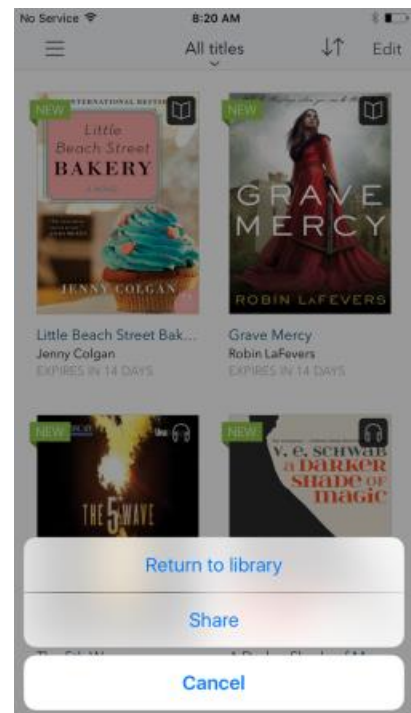 No Service 8:20 AM
All titles Edit
NEW
INTERNATIONAL
Little
Beach Street
BAKERY
A NOVEL
JENNY COLGAN
NEW
GRAVE
MERCY
ROBIN LAFEVERS
Little Beach Street Bak... Grave Mercy
Jenny Colgan Robin LaFevers
EXPIRES IN 14 DAYS EXPIRES IN 14 DAYS
NEW
THE 5 WAVE
NEW
V. E. SCHWAB
A DARKER
SHADE OF
MAGIC
Return to library
Share
Cancel